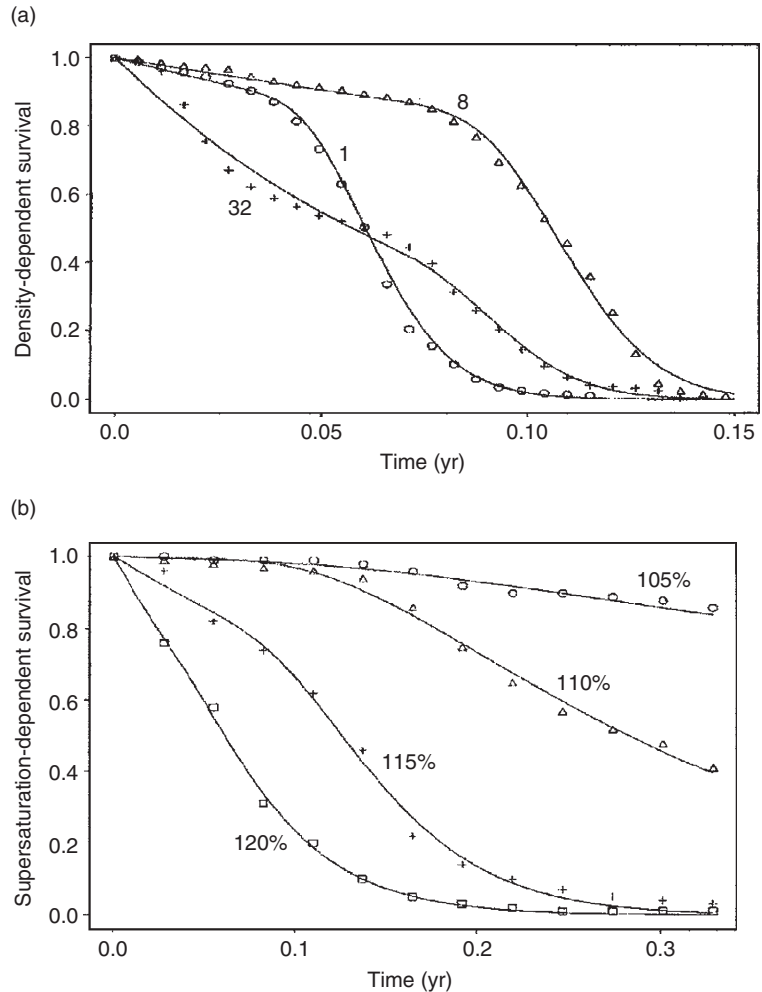 (a)
Density-dependent survival
1.0
0.8
0.6
0.4
0.2
0.0
8
1
32
0.0 0.05 0.10 0.15
Time (yr)
(b)
Supersaturation-dependent survival
1.0
0.8
0.6
0.4
0.2
0.0
105%
110%
115%
120%
0.0 0.1 0.2 0.3
Time (yr)